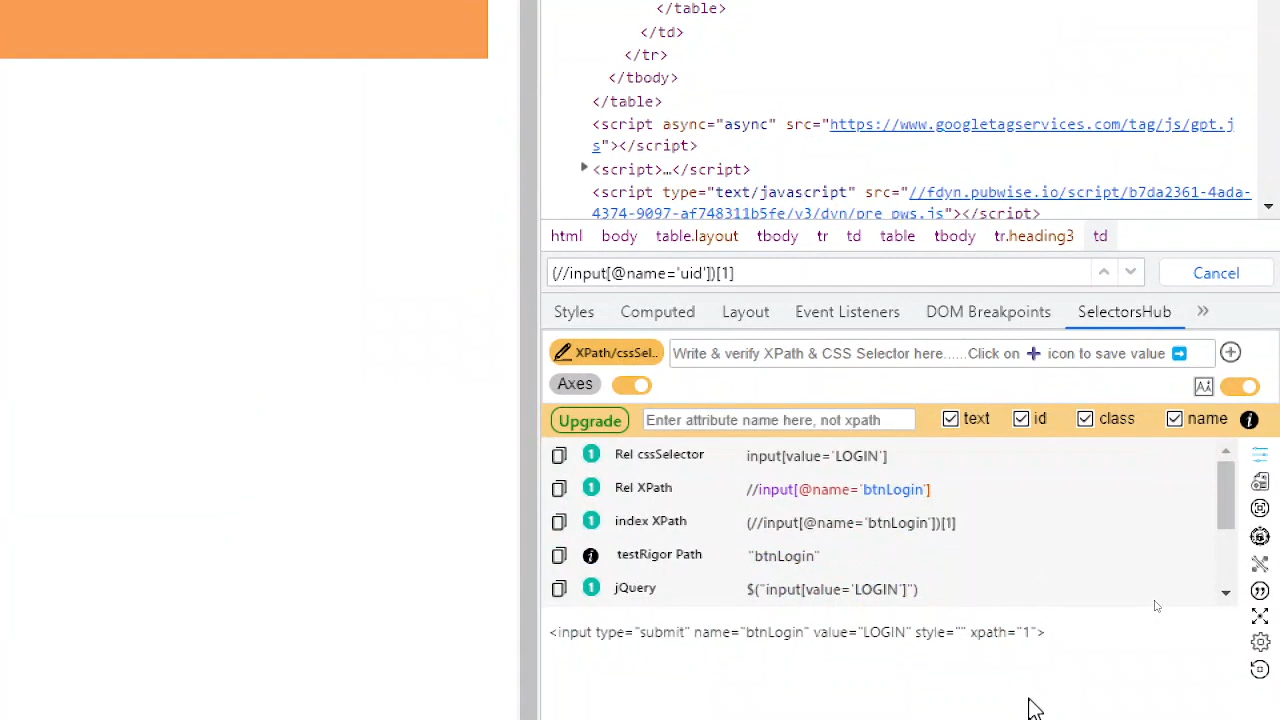 </table>
</td>
</tr>
</tbody>
</table>
<script async="async" src="https://www.googletagservices.com/tag/js/gpt.j
s"></script>
<script>…</script>
<script type="text/javascript" src="//fdyn.pubwise.io/script/b7da2361-4ada-
4374-9097-af748311b5fe/v3/dyn/pre_pws.js"></script>
html body table.layout tbody tr td table tbody tr.heading3 td
(//input[@name='uid'])[1] Cancel
Styles Computed Layout Event Listeners DOM Breakpoints SelectorsHub »
XPath/cssSel.. Write & verify XPath & CSS Selector here......Click on + icon to save value
Axes
Upgrade Enter attribute name here, not xpath text id class name
1 Rel cssSelector input[value='LOGIN']
1 Rel XPath //input[@name='btnLogin']
1 index XPath (//input[@name='btnLogin'])[1]
testRigor Path "btnLogin"
1 jQuery $("input[value='LOGIN']")
<input type="submit" name="btnLogin" value="LOGIN" style="" xpath="1">